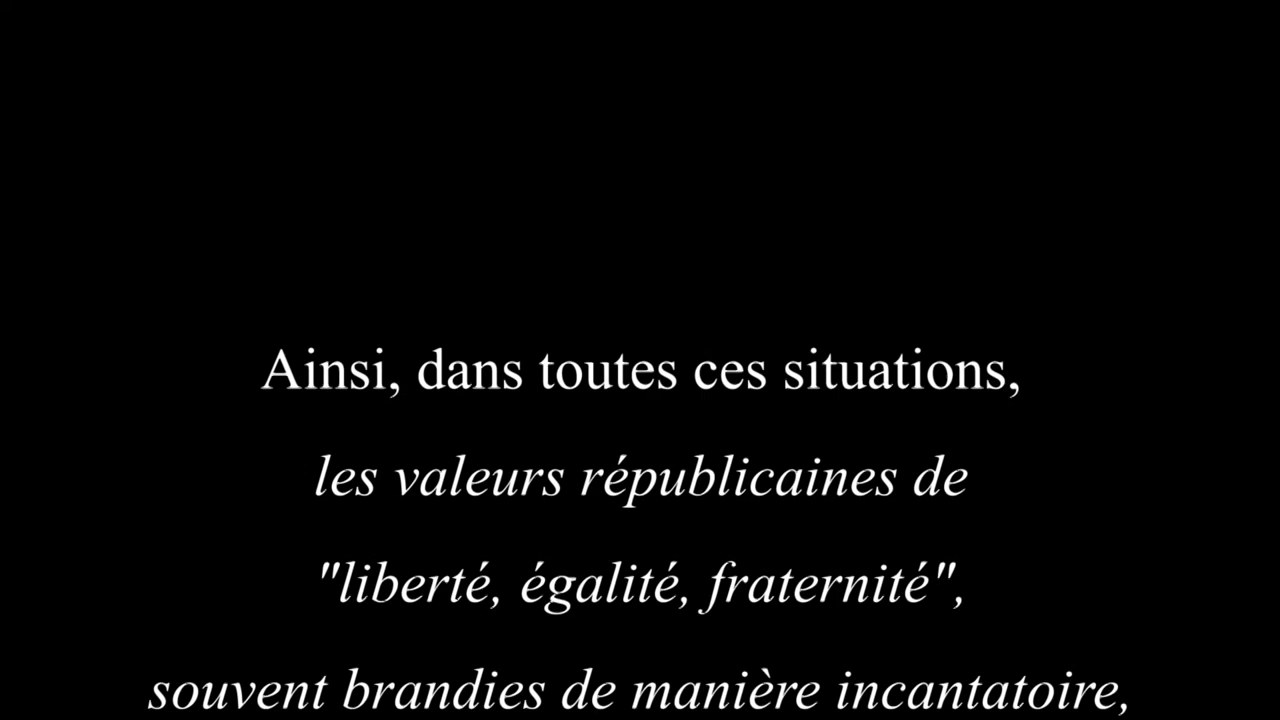 Ainsi, dans toutes ces situations,
les valeurs républicaines de
"liberté, égalité, fraternité",
souvent brandies de manière incantatoire,